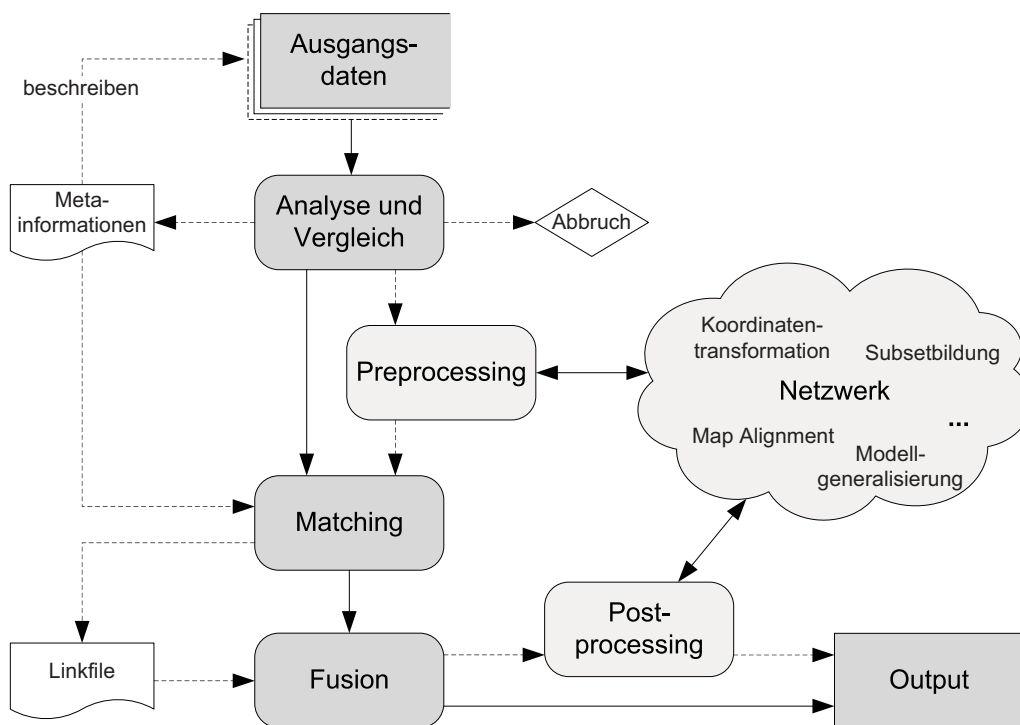 Ausgangs-
daten
beschreiben
Meta-
informationen
Analyse und
Vergleich
Abbruch
Koordinaten-
transformation
Subsetbildung
Preprocessing
Netzwerk
...
Map Alignment
Modell-
generalisierung
Matching
Post-
processing
Linkfile
Fusion
Output